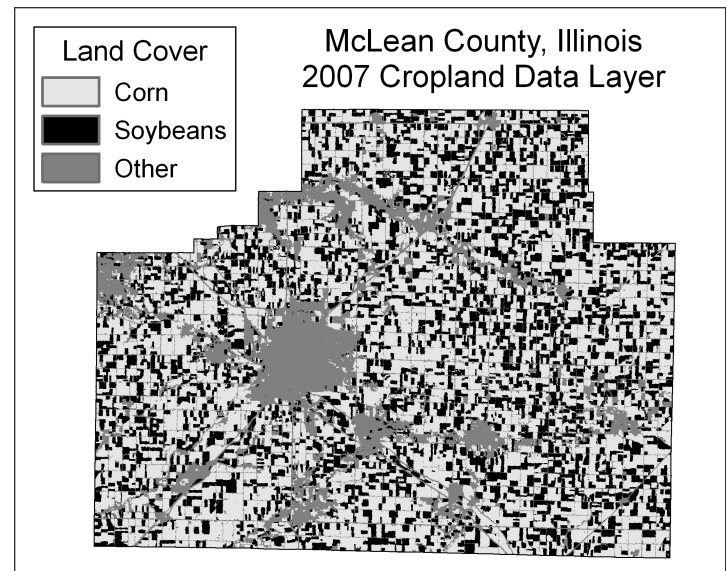 McLean County, Illinois
2007 Cropland Data Layer
Land Cover
Corn
Soybeans
Other